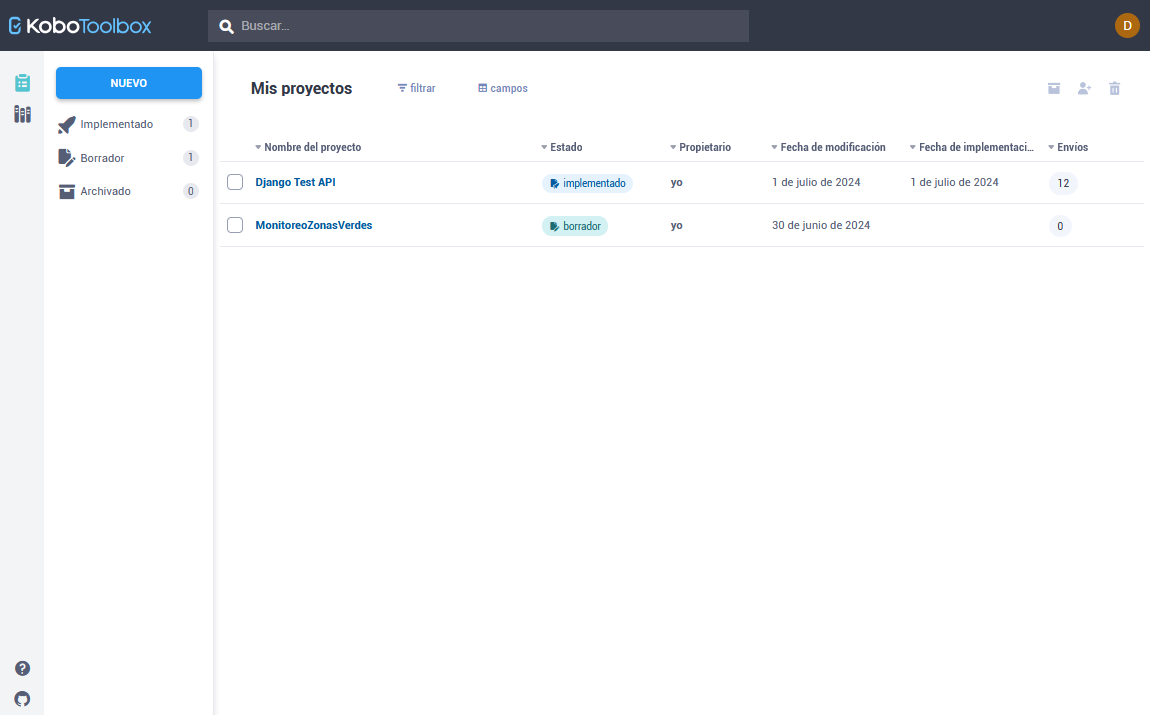 KoboToolbox
Buscar...
D
NUEVO
Implementado 1
Borrador 1
Archivado 0
Mis proyectos
filtrar
campos
Nombre del proyecto Estado Propietario Fecha de modificación Fecha de implementaci... Envíos
Django Test API implementado yo 1 de julio de 2024 1 de julio de 2024 12
MonitoreoZonasVerdes borrador yo 30 de junio de 2024 0